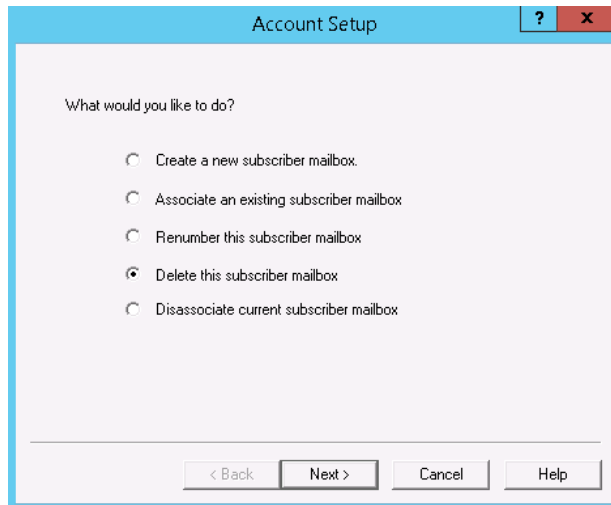 Account Setup
? x
What would you like to do?
Create a new subscriber mailbox.
Associate an existing subscriber mailbox
Renumber this subscriber mailbox
Delete this subscriber mailbox
Disassociate current subscriber mailbox
< Back Next > Cancel Help